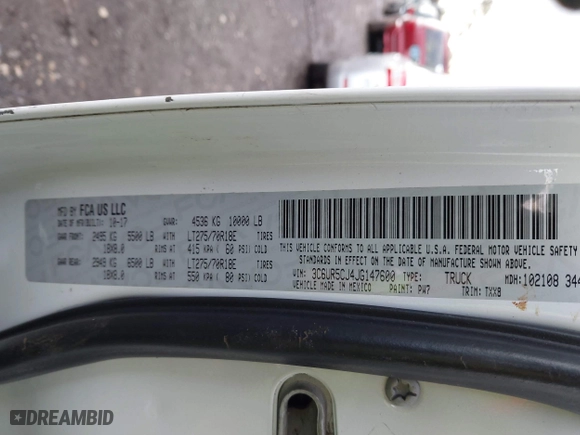 MFD BY FCA US LLC
DATE OF MFR(BUILT): 10-17 GVWR: 4536 KG 10000 LB
GAWR FRONT: 2495 KG 5500 LB WITH LT275/70R18E TIRES
18X8.0 RIMS AT 415 KPA ( 60 PSI) COLD
GAWR REAR: 2949 KG 6500 LB WITH LT275/70R18E TIRES
18X8.0 RIMS AT 550 KPA ( 80 PSI) COLD
THIS VEHICLE CONFORMS TO ALL APPLICABLE U.S.A. FEDERAL MOTOR VEHICLE
STANDARDS IN EFFECT ON THE DATE OF MANUFACTURE SHOWN ABOVE.
VIN: 3C6UR5CJ4JG147600 TYPE: TRUCK MDH:102108 344
VEHICLE MADE IN MEXICO PAINT: PW7 TRIM: TXX8
DREAMBID